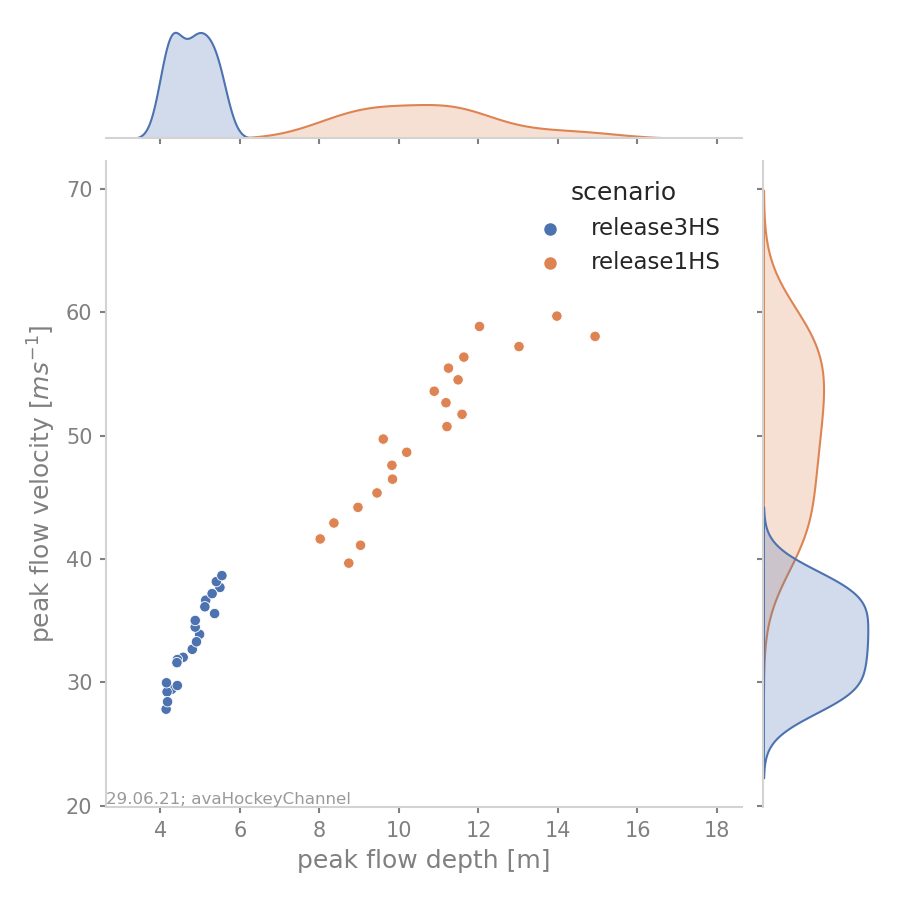 scenario
release3HS
release1HS
70
60
50
40
30
20
peak flow velocity [ms⁻¹]
29.06.21; avaHockeyChannel
4 6 8 10 12 14 16 18
peak flow depth [m]